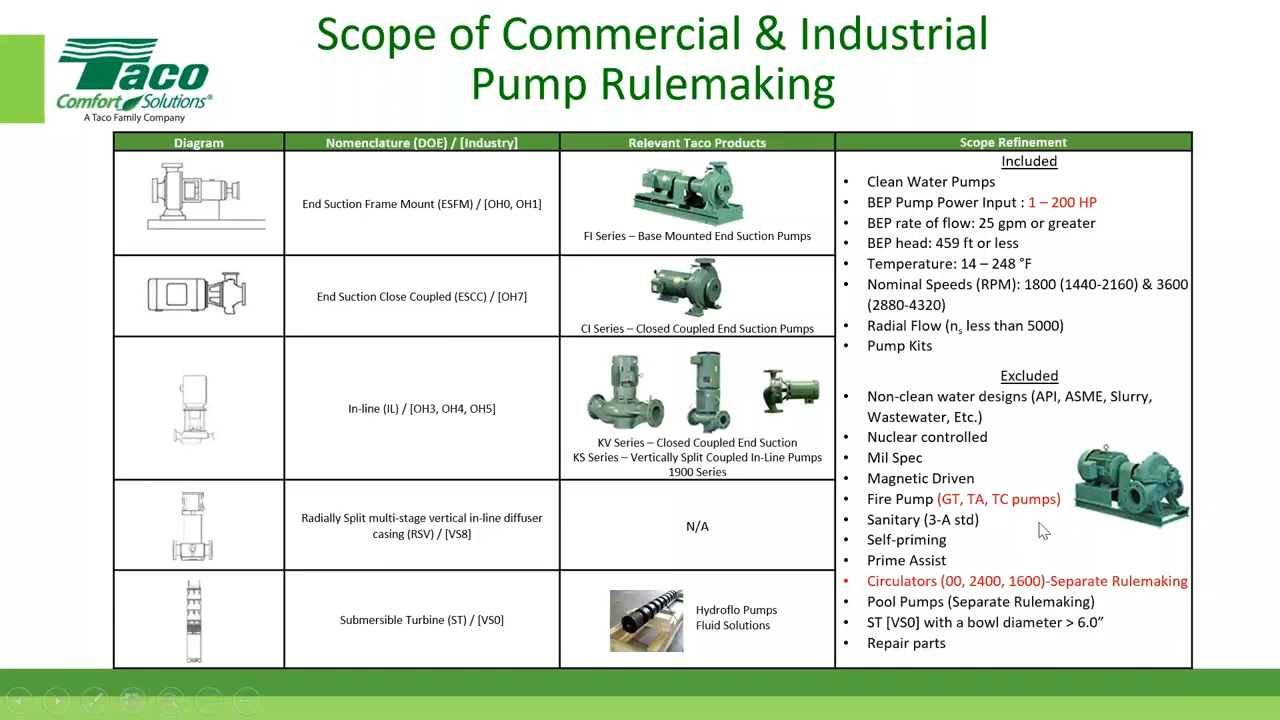 Scope of Commercial & Industrial
Pump Rulemaking
Taco
Comfort Solutions®
A Taco Family Company
Diagram
Nomenclature (DOE) / [Industry]
Relevant Taco Products
Scope Refinement
End Suction Frame Mount (ESFM) / [OH0, OH1]
FI Series – Base Mounted End Suction Pumps
End Suction Close Coupled (ESCC) / [OH7]
CI Series – Closed Coupled End Suction Pumps
In-line (IL) / [OH3, OH4, OH5]
KV Series – Closed Coupled End Suction
KS Series – Vertically Split Coupled In-Line Pumps
1900 Series
Radially Split multi-stage vertical in-line diffuser
casing (RSV) / [VS8]
N/A
Submersible Turbine (ST) / [VS0]
Hydroflo Pumps
Fluid Solutions
Included
• Clean Water Pumps
• BEP Pump Power Input : 1 – 200 HP
• BEP rate of flow: 25 gpm or greater
• BEP head: 459 ft or less
• Temperature: 14 – 248 °F
• Nominal Speeds (RPM): 1800 (1440-2160) & 3600
(2880-4320)
• Radial Flow (ns less than 5000)
• Pump Kits
Excluded
• Non-clean water designs (API, ASME, Slurry,
Wastewater, Etc.)
• Nuclear controlled
• Mil Spec
• Magnetic Driven
• Fire Pump (GT, TA, TC pumps)
• Sanitary (3-A std)
• Self-priming
• Prime Assist
• Circulators (00, 2400, 1600)-Separate Rulemaking
• Pool Pumps (Separate Rulemaking)
• ST [VS0] with a bowl diameter > 6.0”
• Repair parts